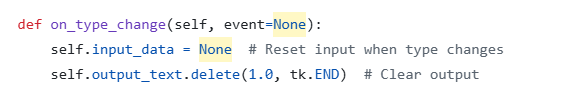 def on_type_change(self, event=None):
    self.input_data = None  # Reset input when type changes
    self.output_text.delete(1.0, tk.END)  # Clear output